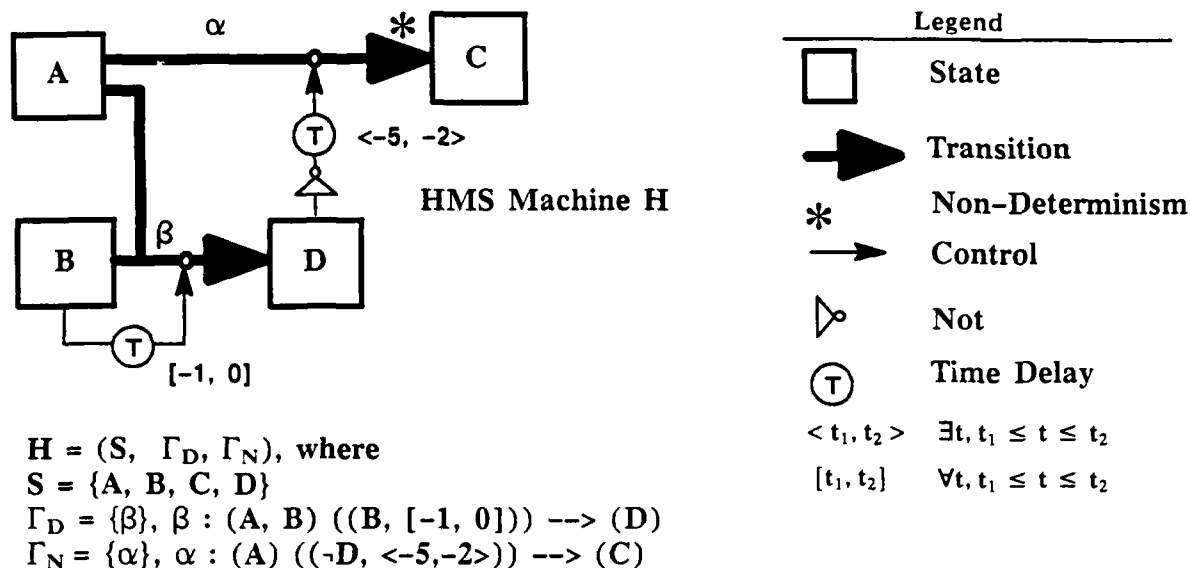 α
*
A
C
T
<-5, -2>
HMS Machine H
B
β
D
T
[-1, 0]
H = (S, Γ_D, Γ_N), where
S = {A, B, C, D}
Γ_D = {β}, β : (A, B) ((B, [-1, 0])) --> (D)
Γ_N = {α}, α : (A) ((¬D, <-5,-2>)) --> (C)
Legend
State
Transition
* Non-Determinism
Control
Not
T Time Delay
< t₁, t₂ > ∃t, t₁ ≤ t ≤ t₂
[t₁, t₂] ∀t, t₁ ≤ t ≤ t₂